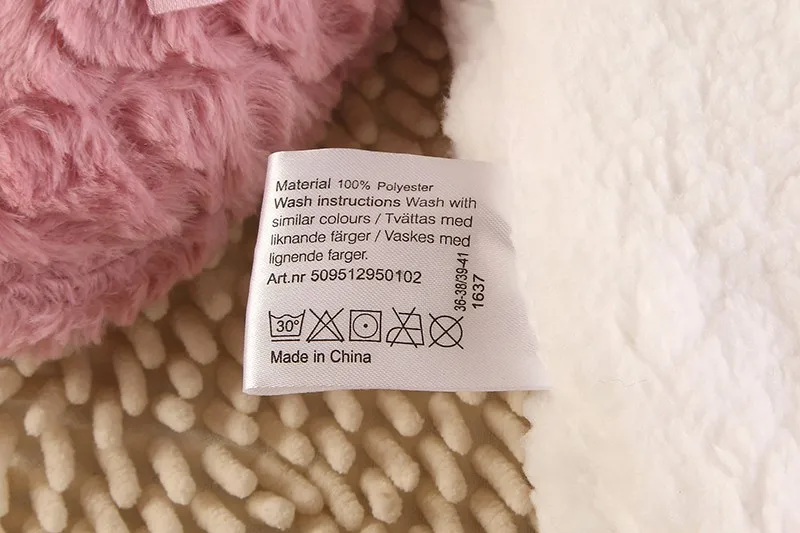 Material 100% Polyester
Wash instructions Wash with
similar colours / Tvättas med
liknande färger / Vaskes med
lignende farger.
Art.nr 509512950102
36-38/39-41
1637
30°
Made in China